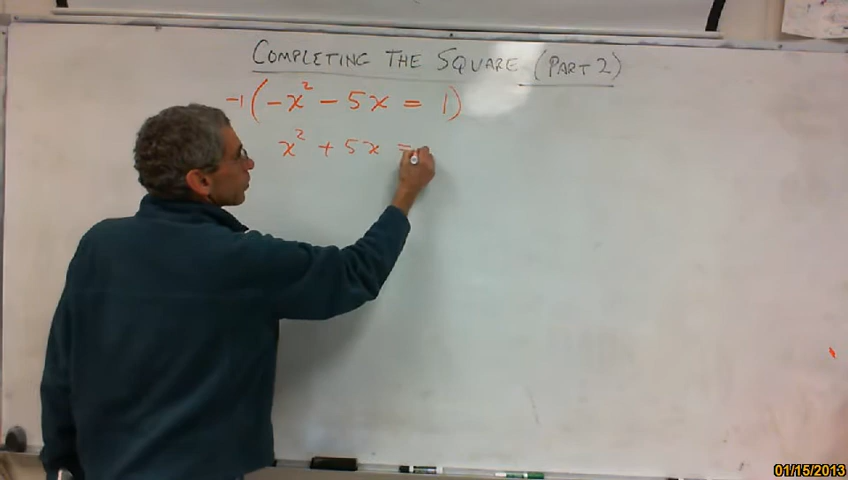 COMPLETING THE SQUARE (PART 2)
-1(-x² - 5x = 1)
x² + 5x =
01/15/2013